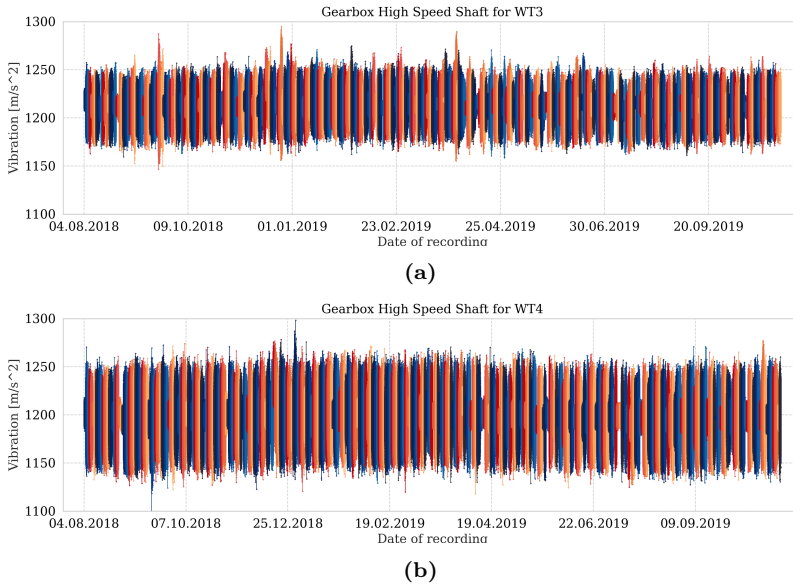 Gearbox High Speed Shaft for WT3
1300
1250
1200
1150
1100
Vibration [m/s^2]
04.08.2018 09.10.2018 01.01.2019 23.02.2019 25.04.2019 30.06.2019 20.09.2019
Date of recording
(a)
Gearbox High Speed Shaft for WT4
1300
1250
1200
1150
1100
Vibration [m/s^2]
04.08.2018 07.10.2018 25.12.2018 19.02.2019 19.04.2019 22.06.2019 09.09.2019
Date of recording
(b)